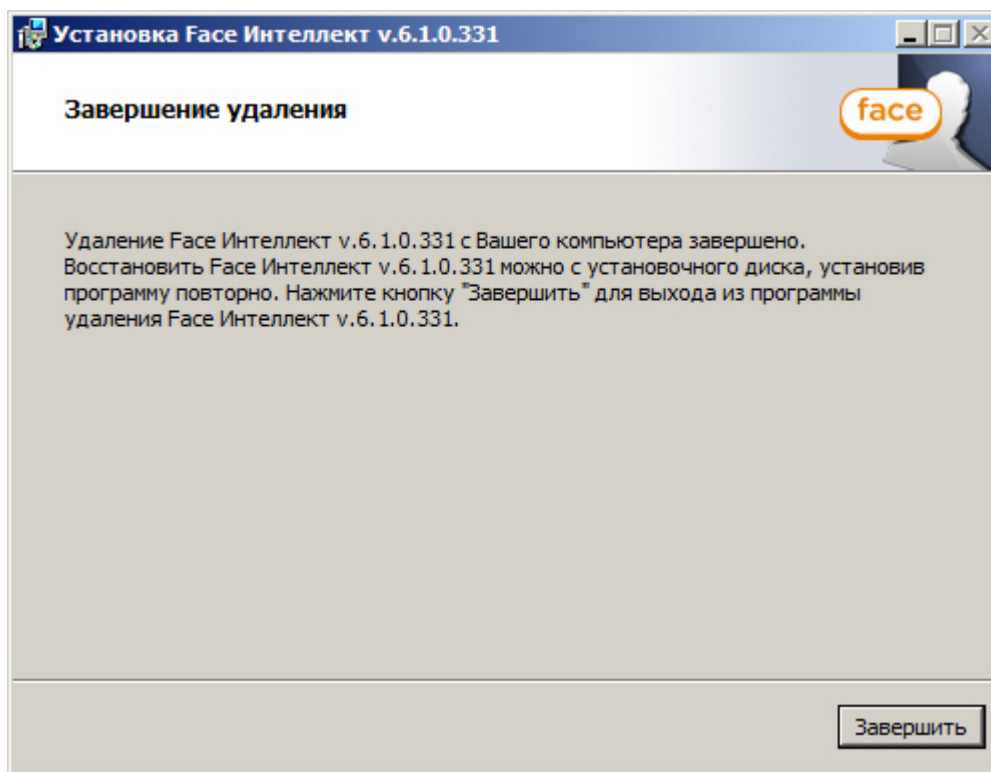 Установка Face Интеллект v.6.1.0.331
Завершение удаления
face
Удаление Face Интеллект v.6.1.0.331 с Вашего компьютера завершено.
Восстановить Face Интеллект v.6.1.0.331 можно с установочного диска, установив
программу повторно. Нажмите кнопку "Завершить" для выхода из программы
удаления Face Интеллект v.6.1.0.331.
Завершить